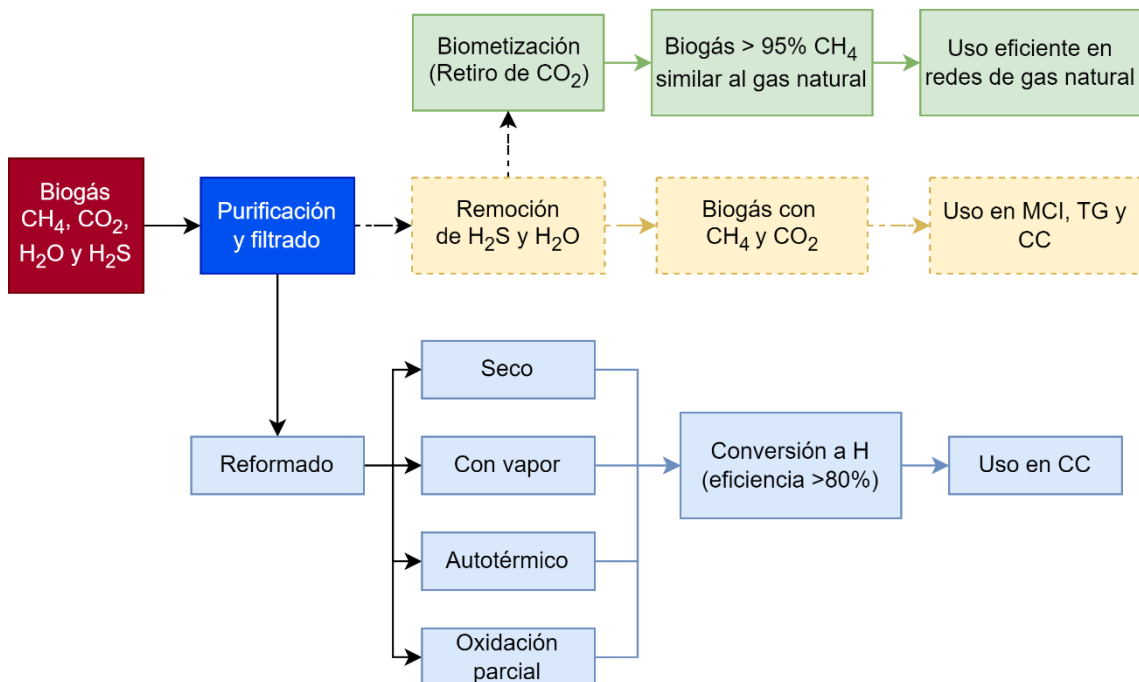 Biometización
(Retiro de CO₂)
Biogás > 95% CH₄
similar al gas natural
Uso eficiente en
redes de gas natural
Biogás
CH₄, CO₂,
H₂O y H₂S
Purificación
y filtrado
Remoción
de H₂S y H₂O
Biogás con
CH₄ y CO₂
Uso en MCI, TG y
CC
Seco
Reformado
Con vapor
Conversión a H
(eficiencia >80%)
Uso en CC
Autotérmico
Oxidación
parcial